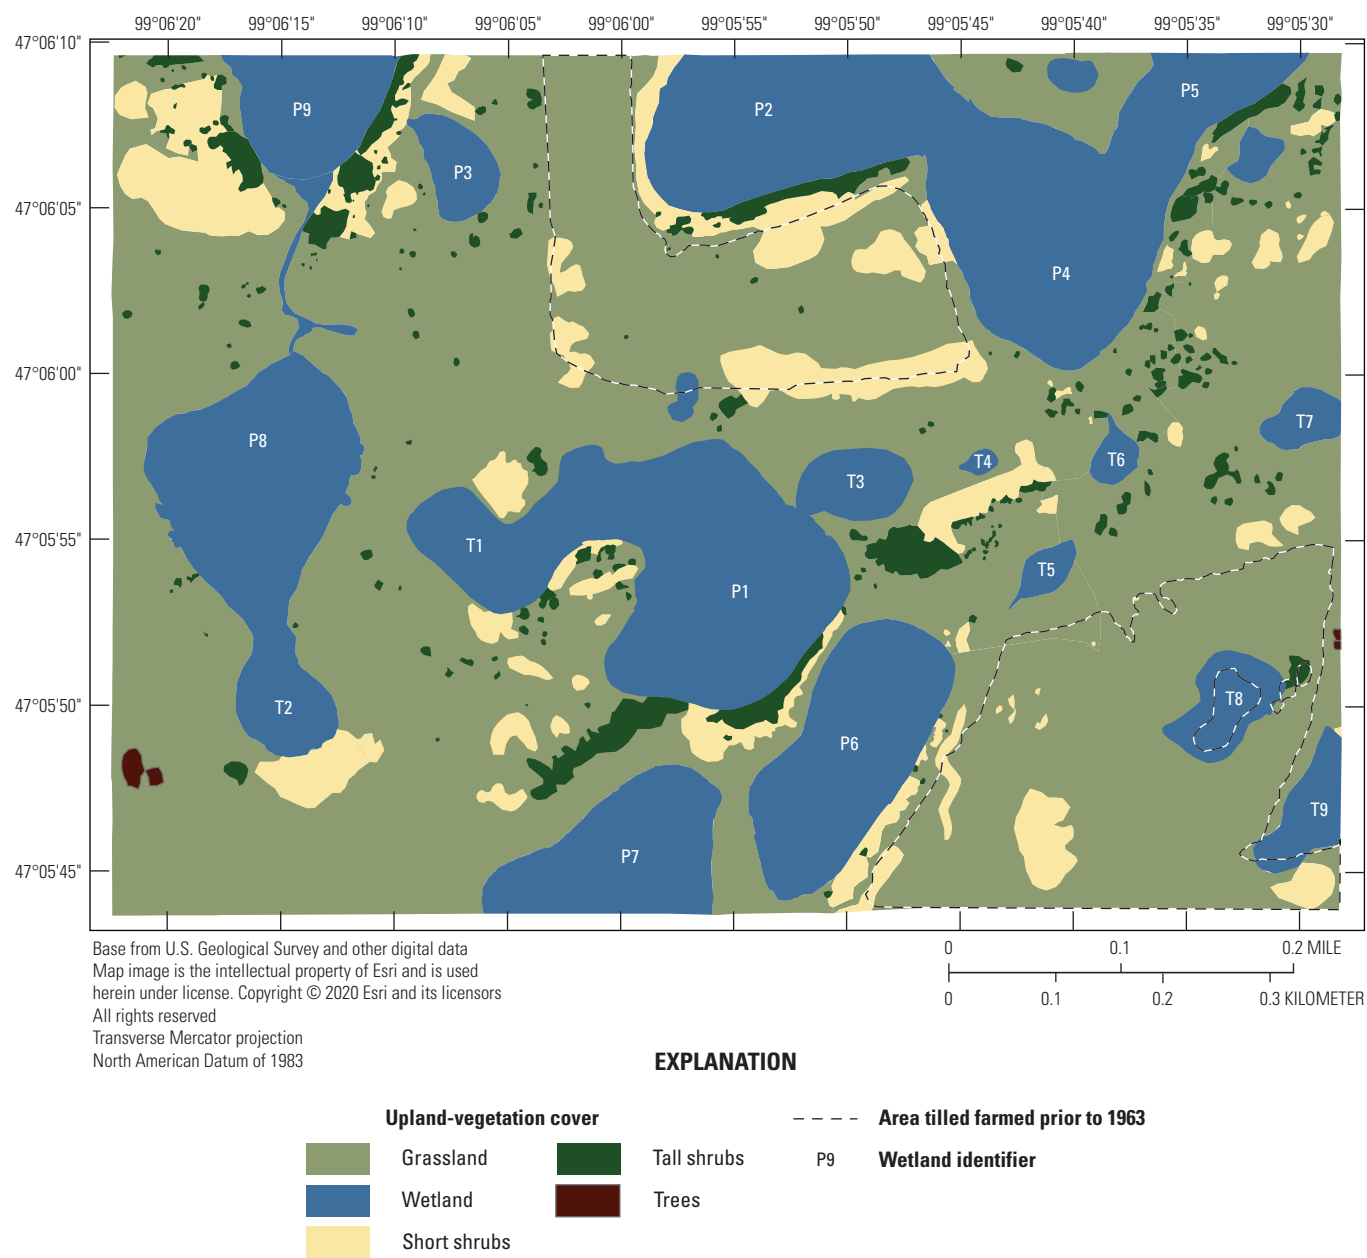 99°06'20" 99°06'15" 99°06'10" 99°06'05" 99°06'00" 99°05'55" 99°05'50" 99°05'45" 99°05'40" 99°05'35" 99°05'30"
47°06'10"
P5
P9 P2
P3
47°06'05"
P4
47°06'00"
T7
P8
T6
T4
T3
47°05'55"
T1
T5
P1
T8
47°05'50"
T2
P6
T9
P7
47°05'45"
Base from U.S. Geological Survey and other digital data
Map image is the intellectual property of Esri and is used
herein under license. Copyright © 2020 Esri and its licensors
All rights reserved
Transverse Mercator projection
North American Datum of 1983
0 0.1 0.2 MILE
0 0.1 0.2 0.3 KILOMETER
EXPLANATION
Upland-vegetation cover
Grassland
Wetland
Short shrubs
Tall shrubs
Trees
Area tilled farmed prior to 1963
P9 Wetland identifier